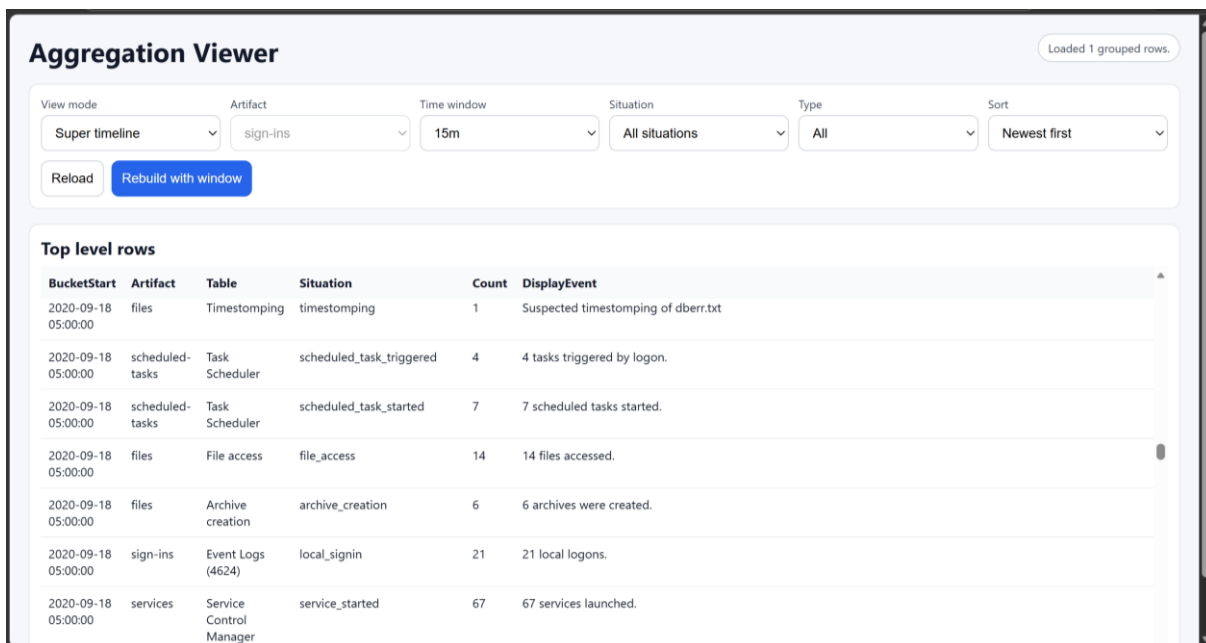 Aggregation Viewer
Loaded 1 grouped rows.
View mode Artifact Time window Situation Type Sort
Super timeline sign-ins 15m All situations All Newest first
Reload Rebuild with window
Top level rows
BucketStart Artifact Table Situation Count DisplayEvent
2020-09-18 files Timestomping timestomping 1 Suspected timestomping of dberr.txt
05:00:00
2020-09-18 scheduled- Task scheduled_task_triggered 4 4 tasks triggered by logon.
05:00:00 tasks Scheduler
2020-09-18 scheduled- Task scheduled_task_started 7 7 scheduled tasks started.
05:00:00 tasks Scheduler
2020-09-18 files File access file_access 14 14 files accessed.
05:00:00
2020-09-18 files Archive archive_creation 6 6 archives were created.
05:00:00 creation
2020-09-18 sign-ins Event Logs local_signin 21 21 local logons.
05:00:00 (4624)
2020-09-18 services Service service_started 67 67 services launched.
05:00:00 Control
Manager